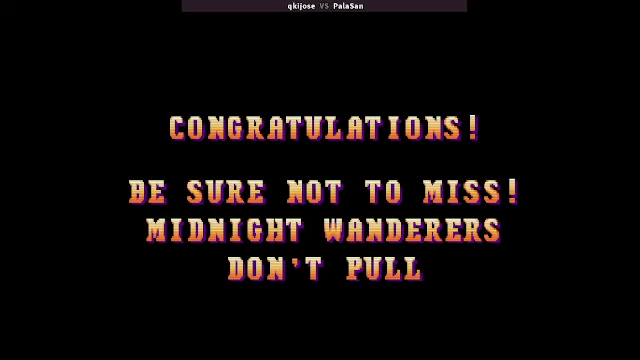 qkijose VS PalaSan
CONGRATULATIONS!
BE SURE NOT TO MISS!
MIDNIGHT WANDERERS
DON'T PULL